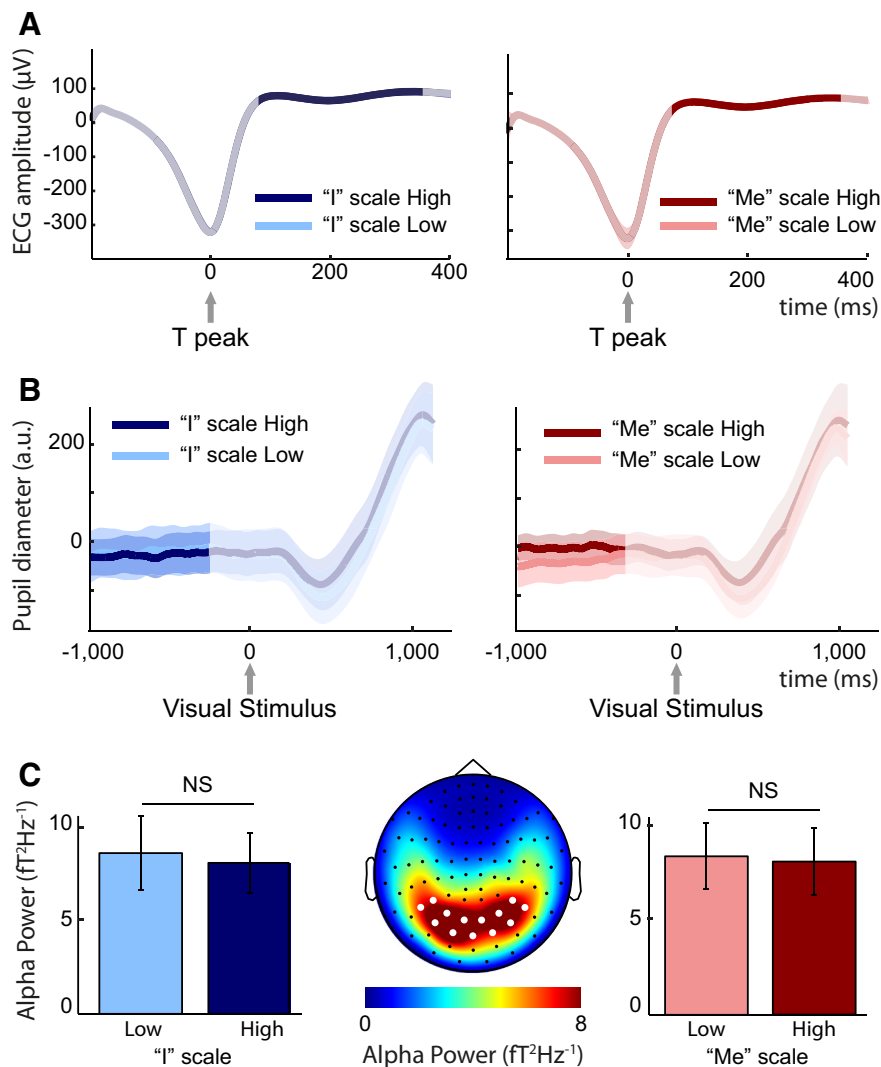 A
ECG amplitude (µV)
100
0
-100
-200
-300
"I" scale High
"I" scale Low
0
200
400
T peak
"Me" scale High
"Me" scale Low
0
200
400
time (ms)
T peak
B
Pupil diameter (a.u.)
200
0
"I" scale High
"I" scale Low
-1,000
0
1,000
Visual Stimulus
"Me" scale High
"Me" scale Low
-1,000
0
1,000
time (ms)
Visual Stimulus
C
Alpha Power (fT²Hz⁻¹)
10
5
0
NS
Low
High
"I" scale
0
8
Alpha Power (fT²Hz⁻¹)
10
5
0
NS
Low
High
"Me" scale